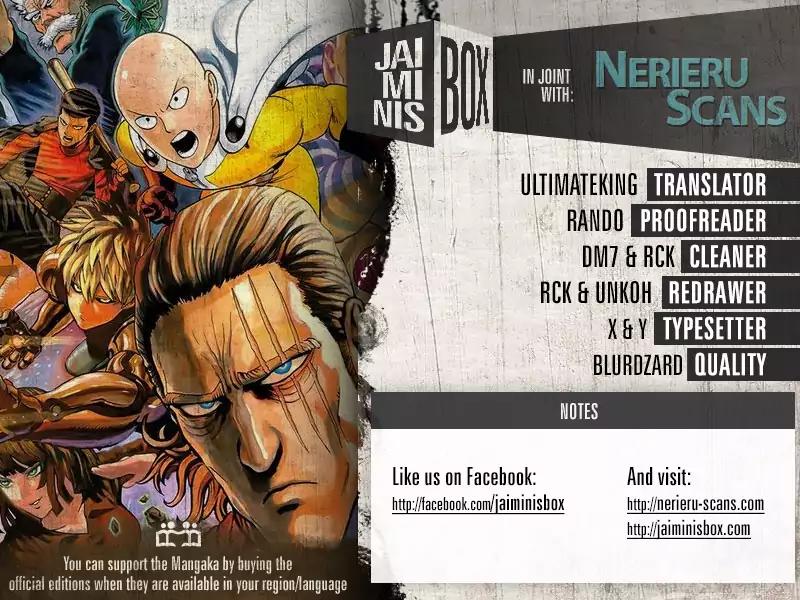 JAI
MI
NIS
BOX
IN JOINT
WITH:
NERIERU
SCANS
ULTIMATEKING TRANSLATOR
RANDO PROOFREADER
DM7 & RCK CLEANER
RCK & UNKOH REDRAWER
X & Y TYPESETTER
BLURDZARD QUALITY
NOTES
Like us on Facebook:
http://facebook.com/jaiminisbox
And visit:
http://nerieru-scans.com
http://jaiminisbox.com
You can support the Mangaka by buying the
official editions when they are available in your region/language